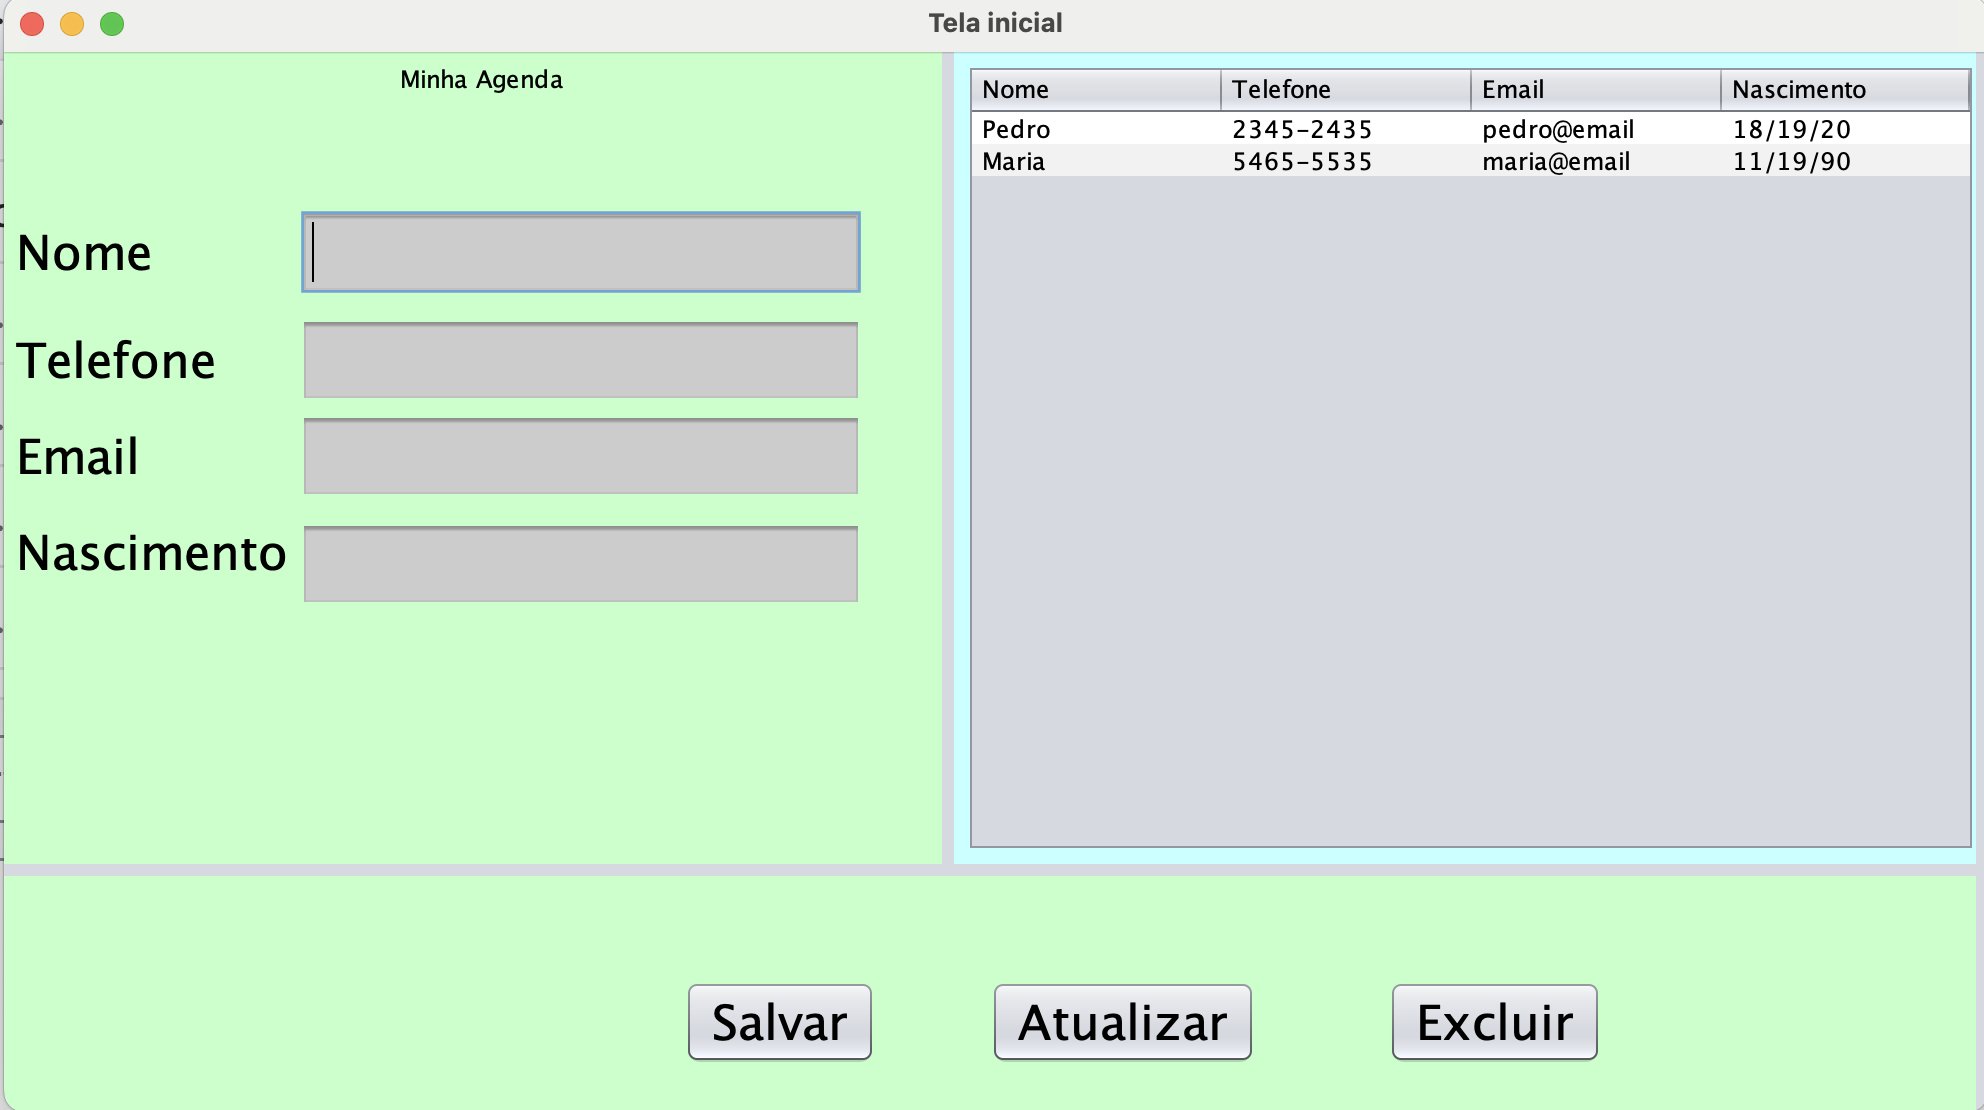 Tela inicial
Minha Agenda
Nome
Telefone
Email
Nascimento
Nome Telefone Email Nascimento
Pedro 2345-2435 pedro@email 18/19/20
Maria 5465-5535 maria@email 11/19/90
Salvar Atualizar Excluir